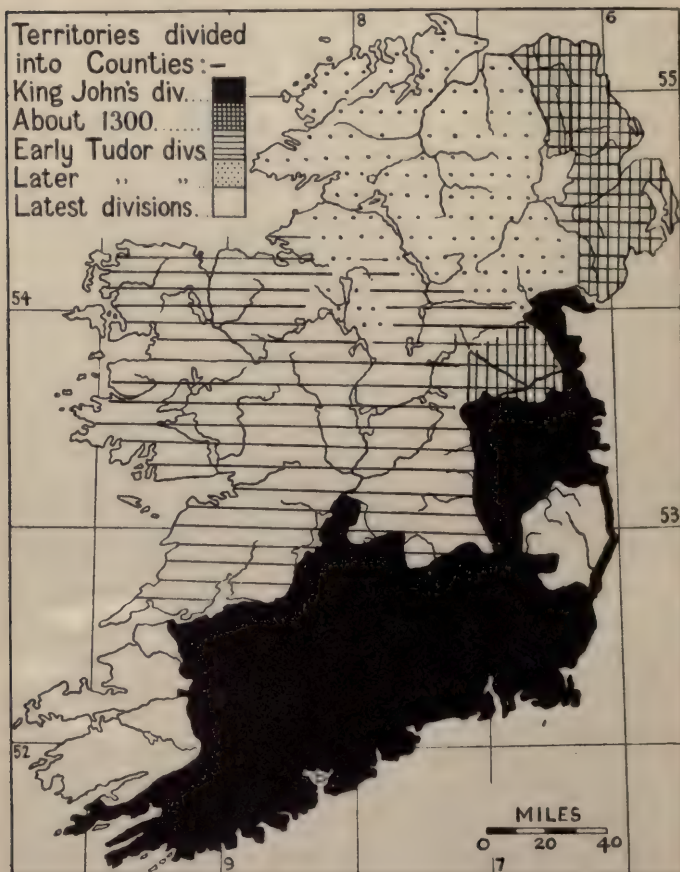 Territories divided
into Counties:—
King John's div.....
About 1300.......
Early Tudor divs
Later „ „
Latest divisions..
8
6
55
54
53
52
9
7
MILES
0 20 40